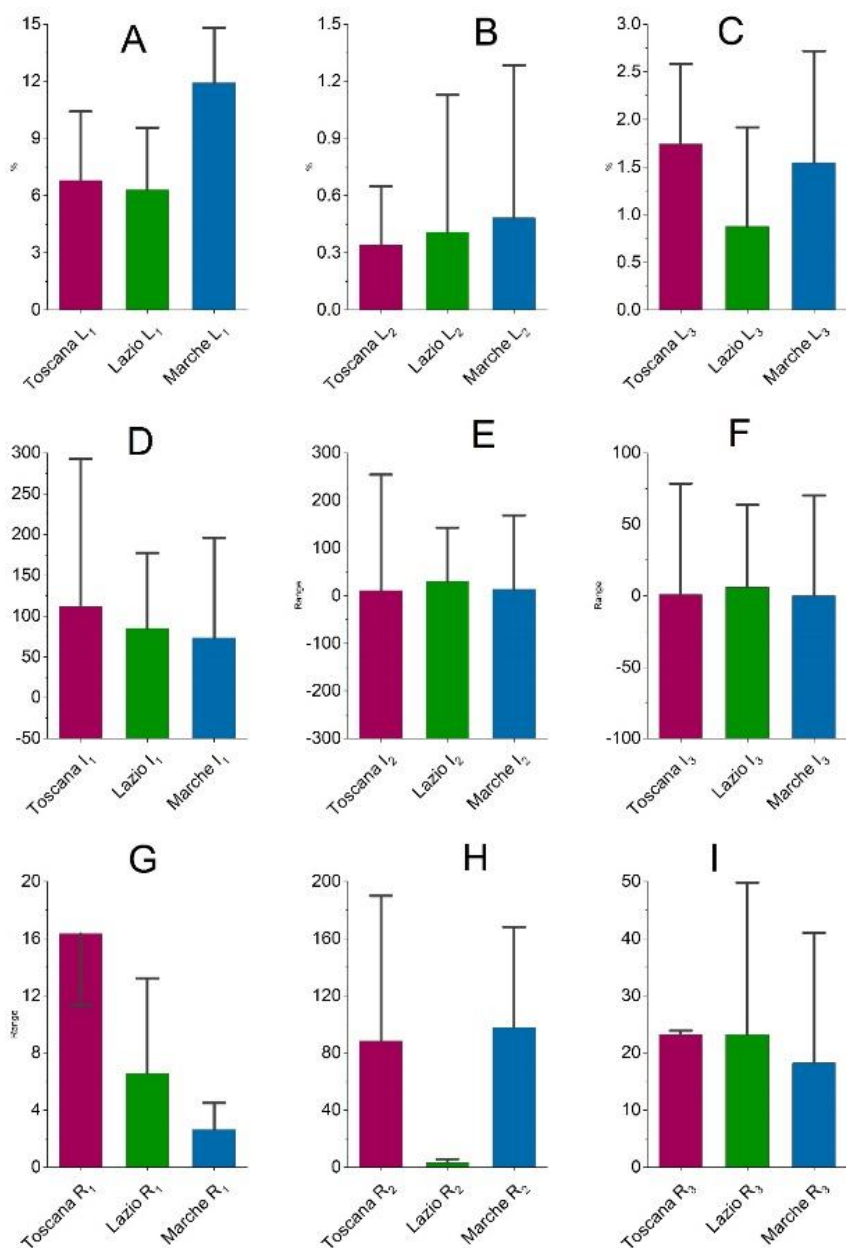 A
15
12
9
6
3
0
%
Toscana L₁
Lazio L₁
Marche L₁
B
1.5
1.2
0.9
0.6
0.3
0.0
Toscana L₂
Lazio L₂
Marche L₂
C
3.0
2.5
2.0
1.5
1.0
0.5
0.0
%
Toscana L₃
Lazio L₃
Marche L₃
D
300
250
200
150
100
50
0
-50
Toscana I₁
Lazio I₁
Marche I₁
E
300
200
100
0
-100
-200
-300
Range
Toscana I₂
Lazio I₂
Marche I₂
F
100
50
0
-50
-100
Range
Toscana I₃
Lazio I₃
Marche I₃
G
20
16
12
8
4
0
Range
Toscana R₁
Lazio R₁
Marche R₁
H
200
160
120
80
40
0
Toscana R₂
Lazio R₂
Marche R₂
I
50
40
30
20
10
0
Toscana R₃
Lazio R₃
Marche R₃